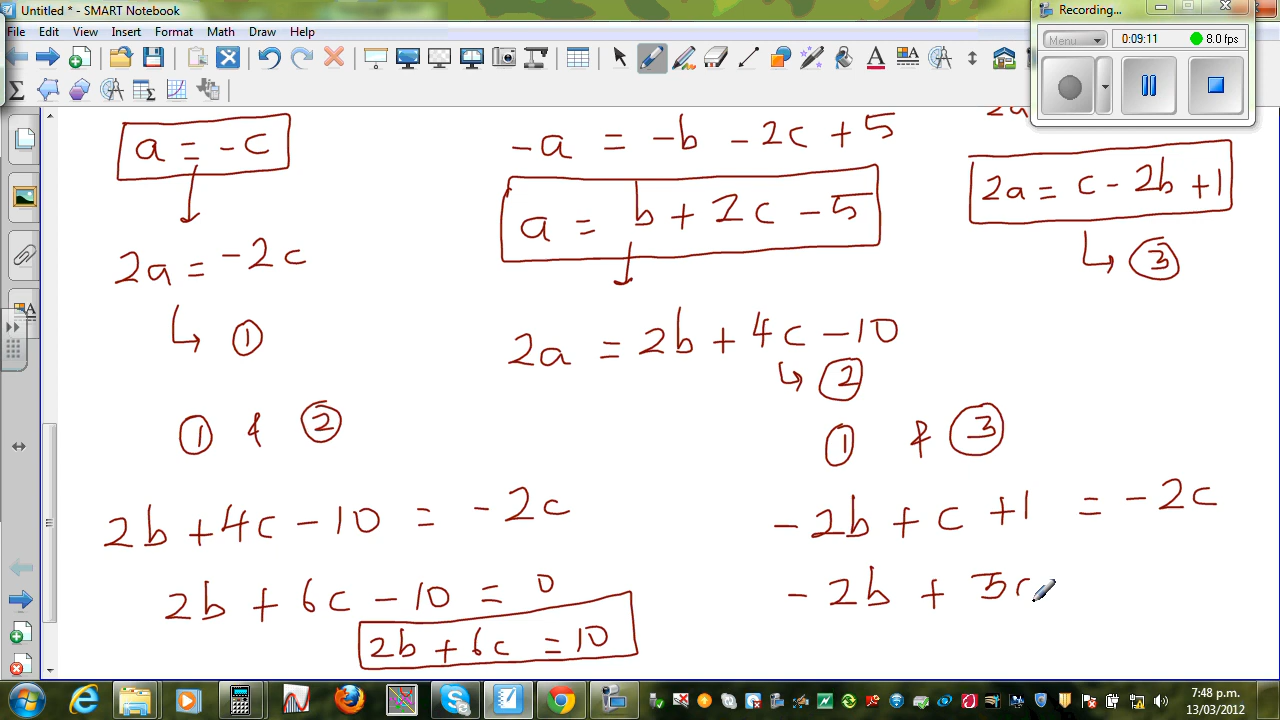 Untitled * - SMART Notebook
Recording...
File Edit View Insert Format Math Draw Help
Menu
0:09:11
8.0 fps
a = -c
-a = -b - 2c + 5
2a
a = b + 2c - 5
2a = c - 2b + 1
③
2a = -2c
①
2a = 2b + 4c - 10
②
① & ②
① & ③
2b + 4c - 10 = -2c
-2b + c + 1 = -2c
2b + 6c - 10 = 0
-2b + 3c
2b + 6c = 10
7:48 p.m.
13/03/2012